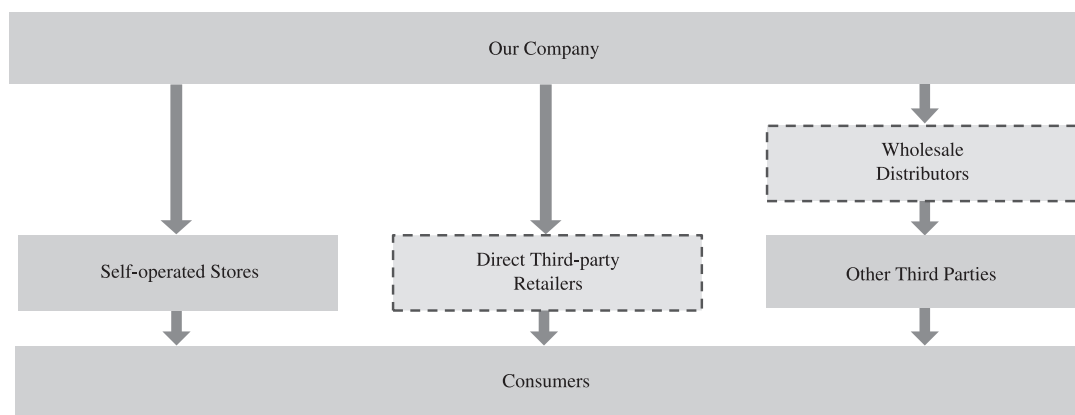 Our Company
Wholesale
Distributors
Self-operated Stores
Direct Third-party
Retailers
Other Third Parties
Consumers